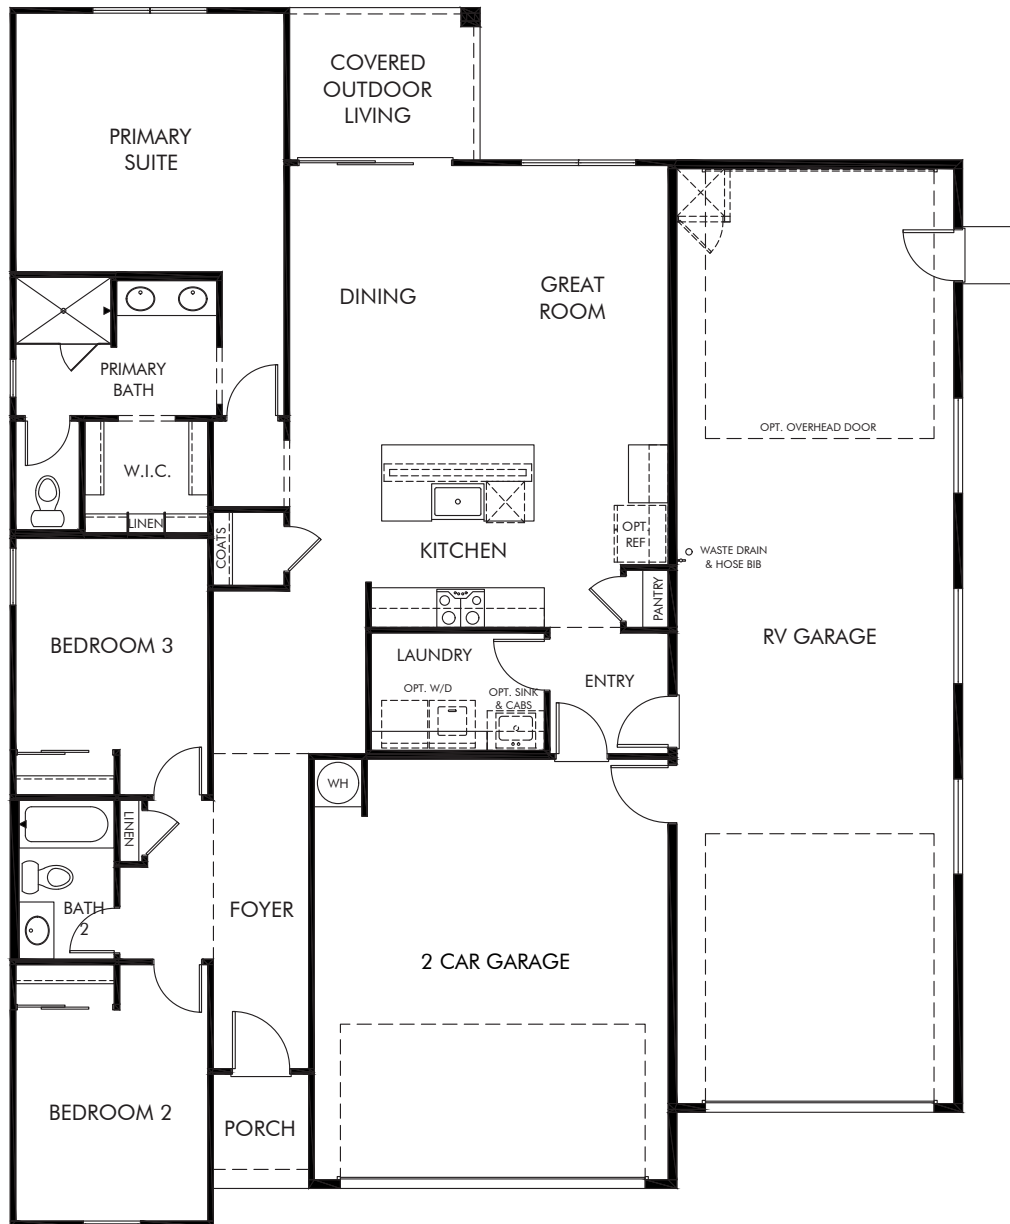 COVERED
OUTDOOR
LIVING
PRIMARY
SUITE
DINING
GREAT
ROOM
PRIMARY
BATH
OPT. OVERHEAD DOOR
W.I.C.
LINEN
COATS
OPT.
REF
KITCHEN
WASTE DRAIN
& HOSE BIB
PANTRY
BEDROOM 3
LAUNDRY
RV GARAGE
ENTRY
OPT. W/D
OPT. SINK
& CABS
WH
LINEN
BATH
2
FOYER
2 CAR GARAGE
BEDROOM 2
PORCH